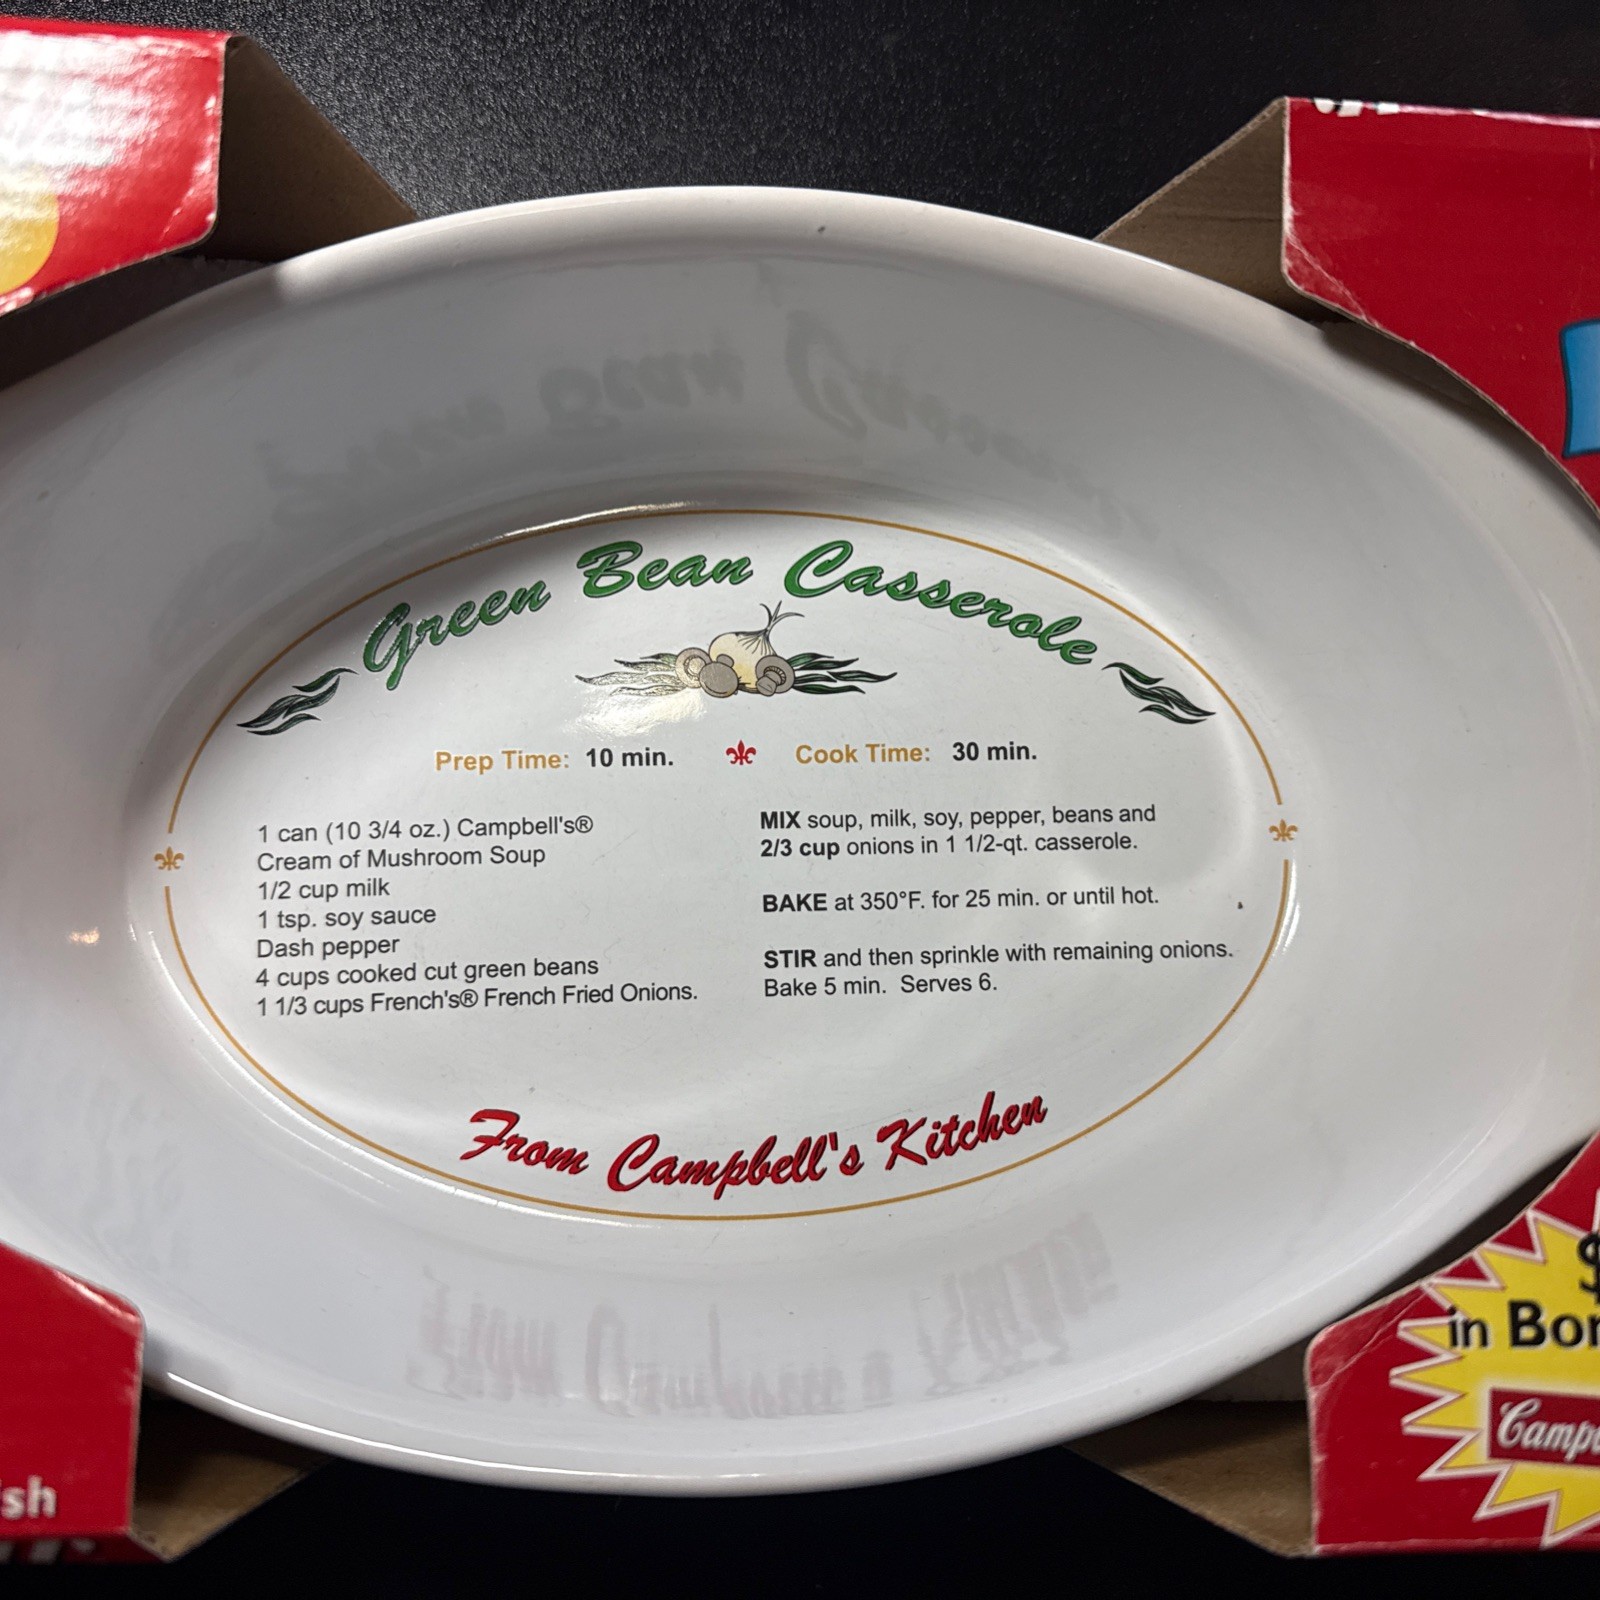 Green Bean Casserole
Prep Time: 10 min. Cook Time: 30 min.
1 can (10 3/4 oz.) Campbell's®
Cream of Mushroom Soup
1/2 cup milk
1 tsp. soy sauce
Dash pepper
4 cups cooked cut green beans
1 1/3 cups French's® French Fried Onions.
MIX soup, milk, soy, pepper, beans and
2/3 cup onions in 1 1/2-qt. casserole.
BAKE at 350°F. for 25 min. or until hot.
STIR and then sprinkle with remaining onions.
Bake 5 min. Serves 6.
From Campbell's Kitchen
$
in